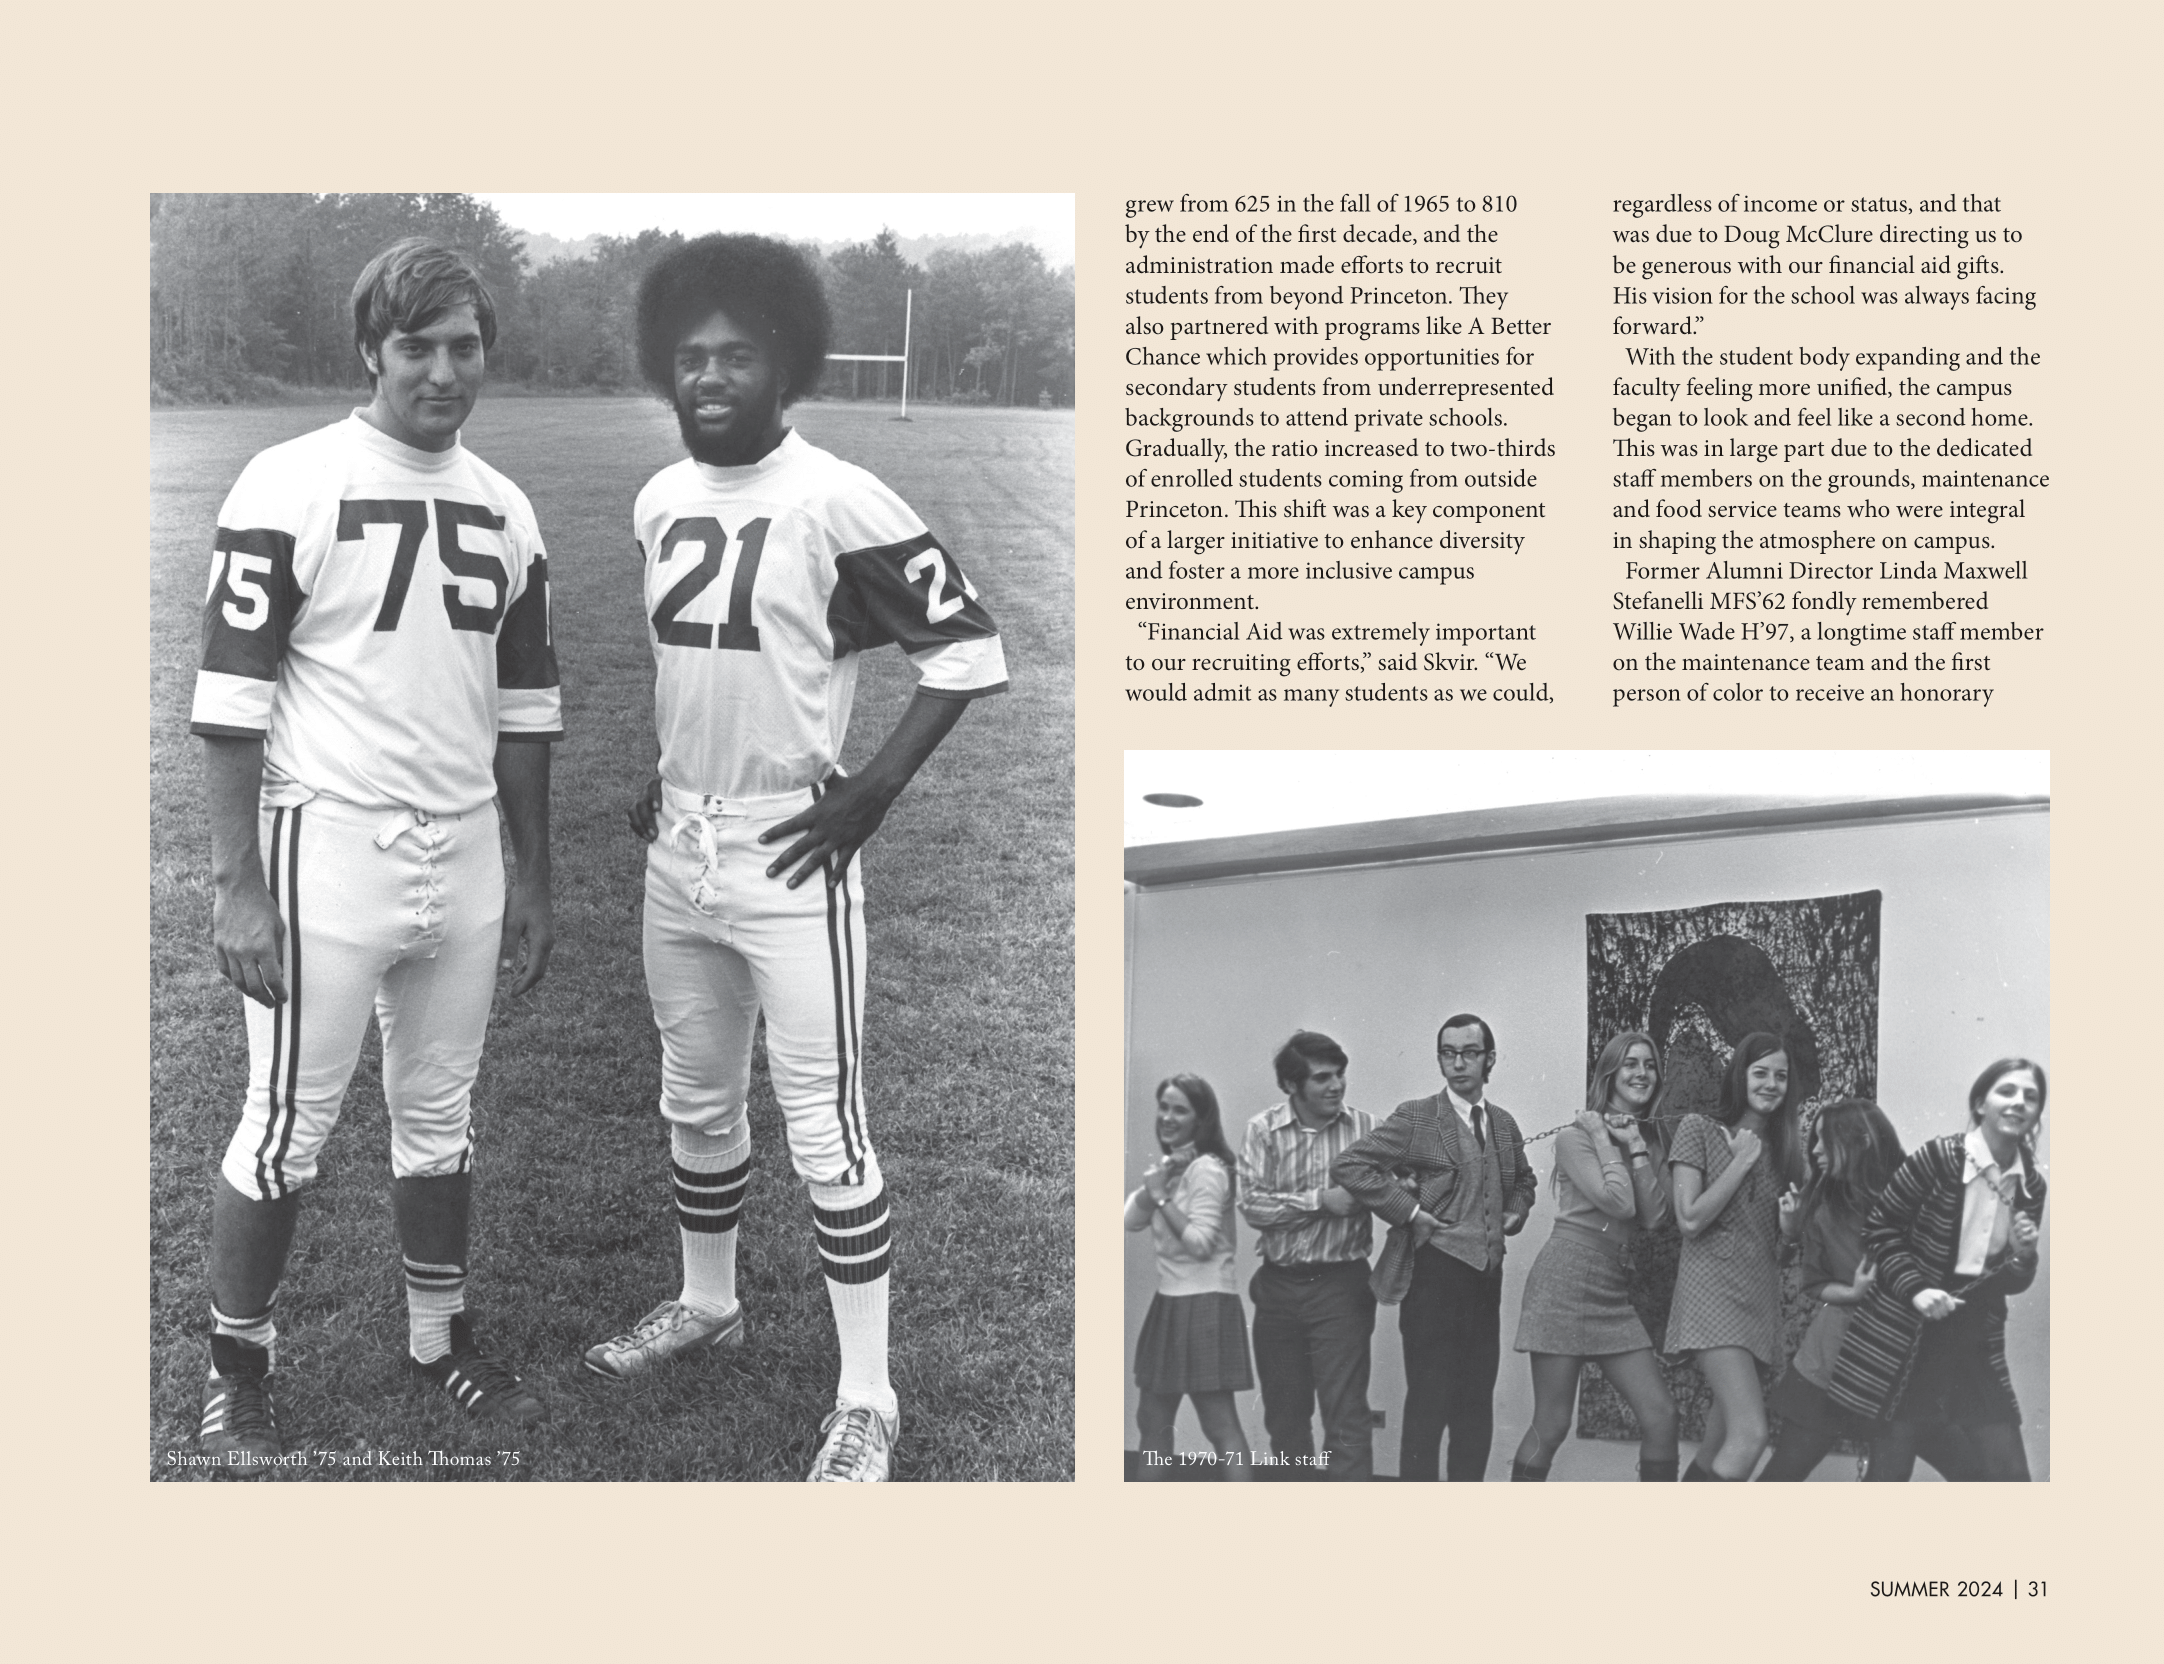 grew from 625 in the fall of 1965 to 810
by the end of the first decade, and the
administration made efforts to recruit
students from beyond Princeton. They
also partnered with programs like A Better
Chance which provides opportunities for
secondary students from underrepresented
backgrounds to attend private schools.
Gradually, the ratio increased to two-thirds
of enrolled students coming from outside
Princeton. This shift was a key component
of a larger initiative to enhance diversity
and foster a more inclusive campus
environment.
“Financial Aid was extremely important
to our recruiting efforts,” said Skvir. “We
would admit as many students as we could,
regardless of income or status, and that
was due to Doug McClure directing us to
be generous with our financial aid gifts.
His vision for the school was always facing
forward.”
With the student body expanding and the
faculty feeling more unified, the campus
began to look and feel like a second home.
This was in large part due to the dedicated
staff members on the grounds, maintenance
and food service teams who were integral
in shaping the atmosphere on campus.
Former Alumni Director Linda Maxwell
Stefanelli MFS’62 fondly remembered
Willie Wade H’97, a longtime staff member
on the maintenance team and the first
person of color to receive an honorary
75
75
21
2
Shawn Ellsworth ’75 and Keith Thomas ’75
The 1970-71 Link staff
SUMMER 2024 | 31